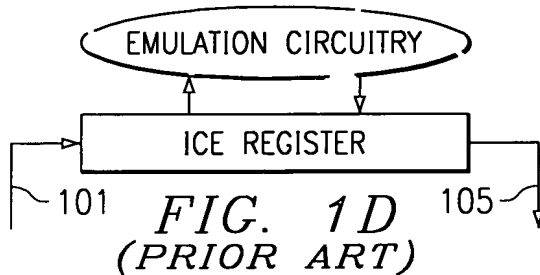 EMULATION CIRCUITRY
ICE REGISTER
101
105
FIG. 1D
(PRIOR ART)